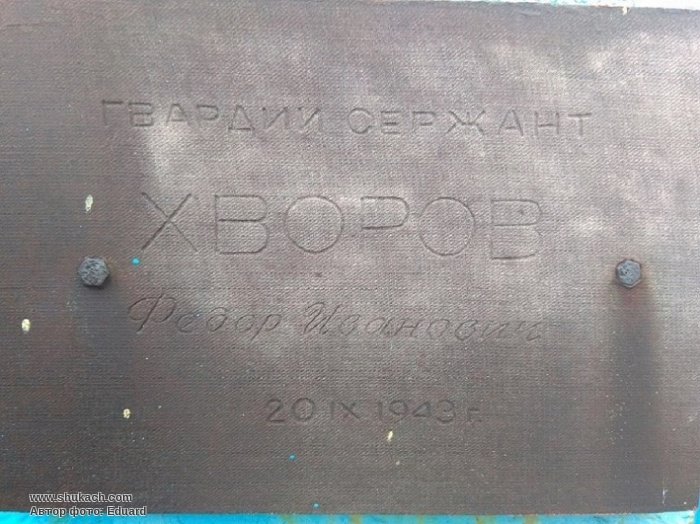 ГВАРДИИ СЕРЖАНТ
ХВОРОВ
Федор Иванович
20 IX 1943 г.
www.shukach.com
Автор фото: Eduard